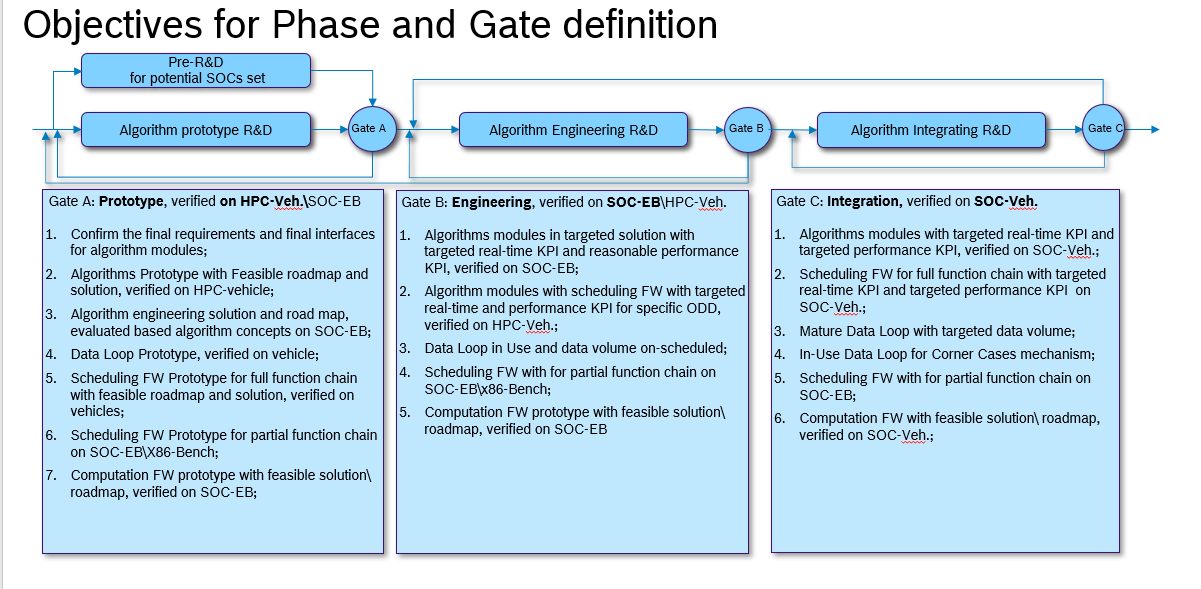 Objectives for Phase and Gate definition
Pre-R&D
for potential SOCs set
Algorithm prototype R&D
Gate A
Algorithm Engineering R&D
Gate B
Algorithm Integrating R&D
Gate C
Gate A: Prototype, verified on HPC-Veh.\SOC-EB
1. Confirm the final requirements and final interfaces
for algorithm modules;
2. Algorithms Prototype with Feasible roadmap and
solution, verified on HPC-vehicle;
3. Algorithm engineering solution and road map,
evaluated based algorithm concepts on SOC-EB;
4. Data Loop Prototype, verified on vehicle;
5. Scheduling FW Prototype for full function chain
with feasible roadmap and solution, verified on
vehicles;
6. Scheduling FW Prototype for partial function chain
on SOC-EB\X86-Bench;
7. Computation FW prototype with feasible solution\
roadmap, verified on SOC-EB;
Gate B: Engineering, verified on SOC-EB\HPC-Veh.
1. Algorithms modules in targeted solution with
targeted real-time KPI and reasonable performance
KPI, verified on SOC-EB;
2. Algorithm modules with scheduling FW with targeted
real-time and performance KPI for specific ODD,
verified on HPC-Veh.;
3. Data Loop in Use and data volume on-scheduled;
4. Scheduling FW with for partial function chain on
SOC-EB\x86-Bench;
5. Computation FW prototype with feasible solution\
roadmap, verified on SOC-EB
Gate C: Integration, verified on SOC-Veh.
1. Algorithms modules with targeted real-time KPI and
targeted performance KPI, verified on SOC-Veh.;
2. Scheduling FW for full function chain with targeted
real-time KPI and targeted performance KPI on
SOC-Veh.;
3. Mature Data Loop with targeted data volume;
4. In-Use Data Loop for Corner Cases mechanism;
5. Scheduling FW with for partial function chain on
SOC-EB;
6. Computation FW with feasible solution\ roadmap,
verified on SOC-Veh.;